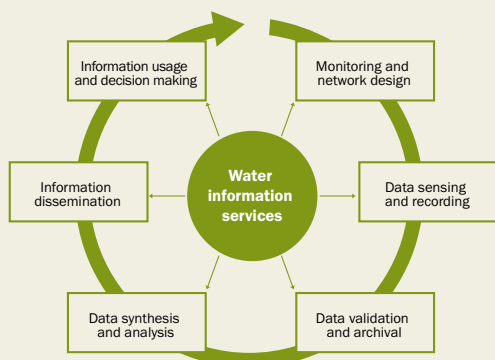 Information usage
and decision making
Monitoring and
network design
Water
information
services
Information
dissemination
Data sensing
and recording
Data synthesis
and analysis
Data validation
and archival